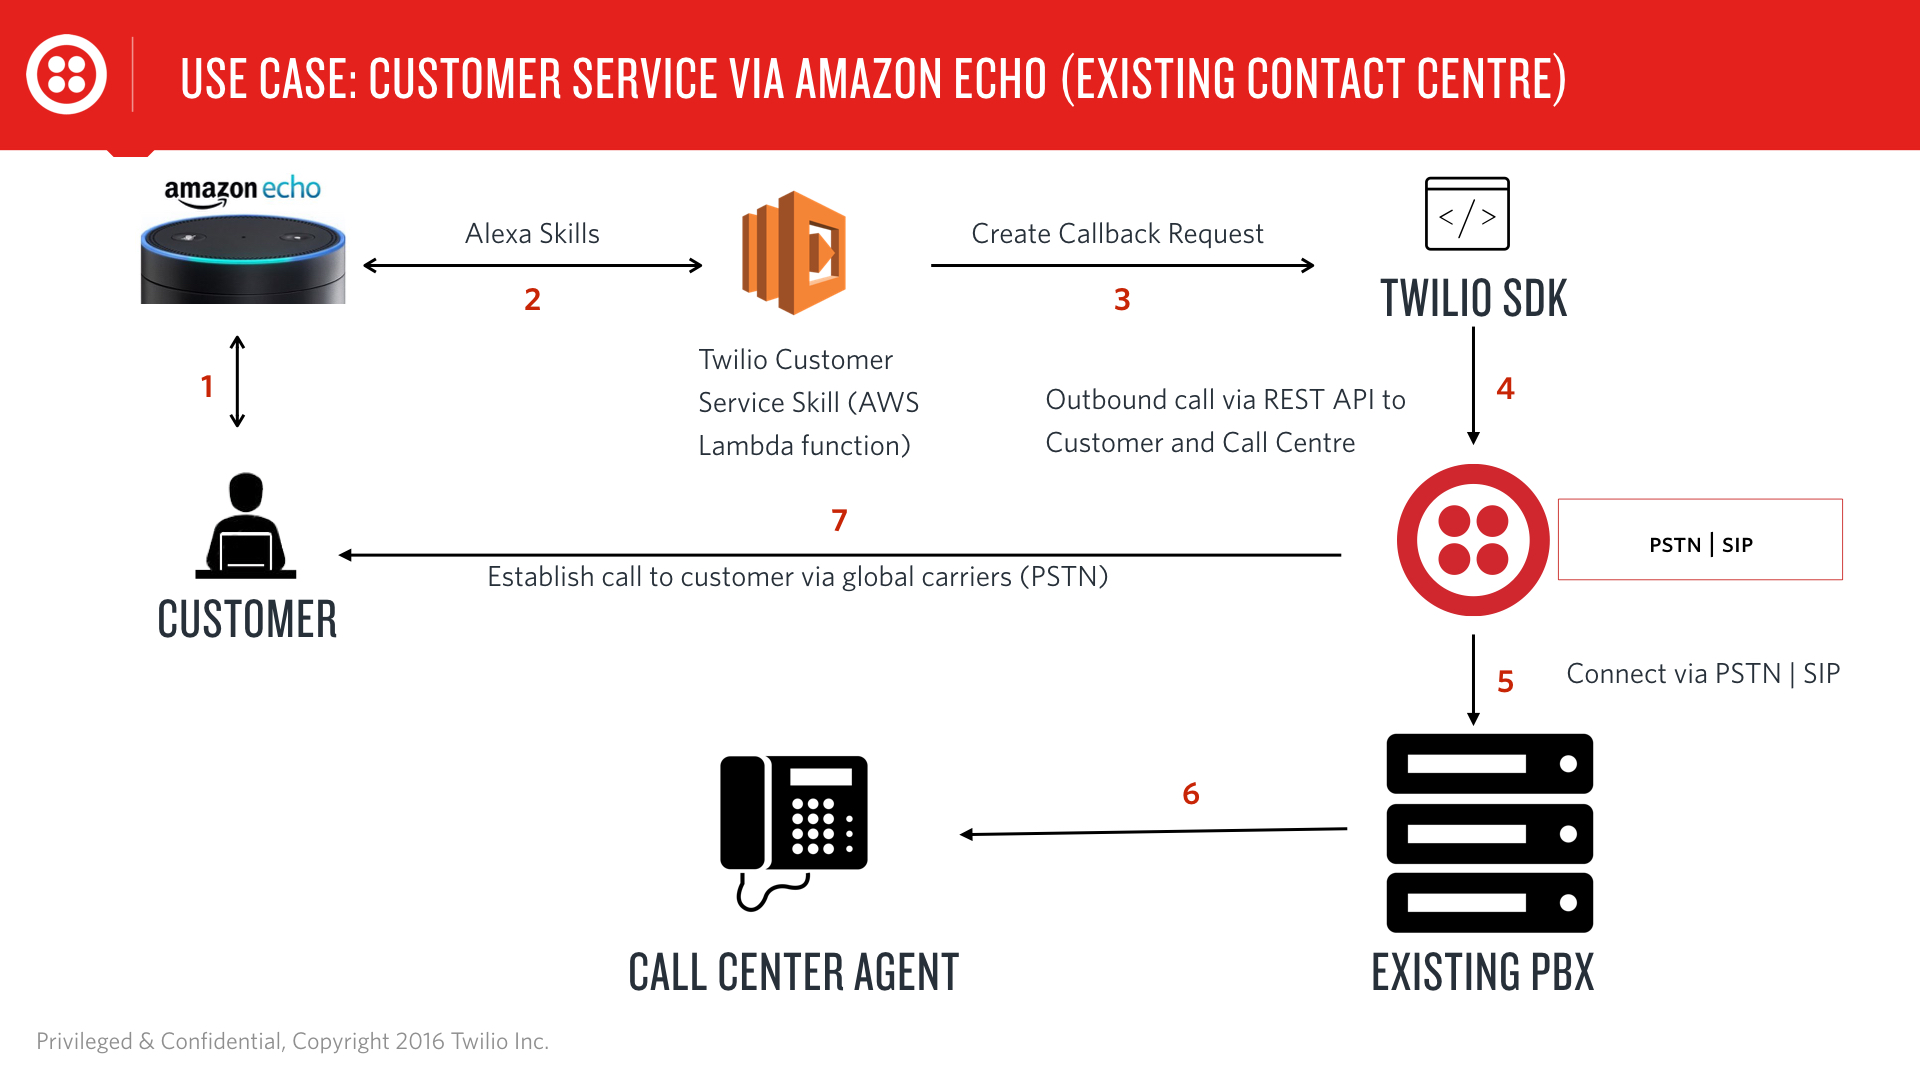 USE CASE: CUSTOMER SERVICE VIA AMAZON ECHO (EXISTING CONTACT CENTRE)
amazon echo
Alexa Skills
2
Create Callback Request
3
</>
TWILIO SDK
1
Twilio Customer
Service Skill (AWS
Lambda function)
Outbound call via REST API to
Customer and Call Centre
4
7
Establish call to customer via global carriers (PSTN)
PSTN | SIP
CUSTOMER
5
Connect via PSTN | SIP
6
CALL CENTER AGENT
EXISTING PBX
Privileged & Confidential, Copyright 2016 Twilio Inc.